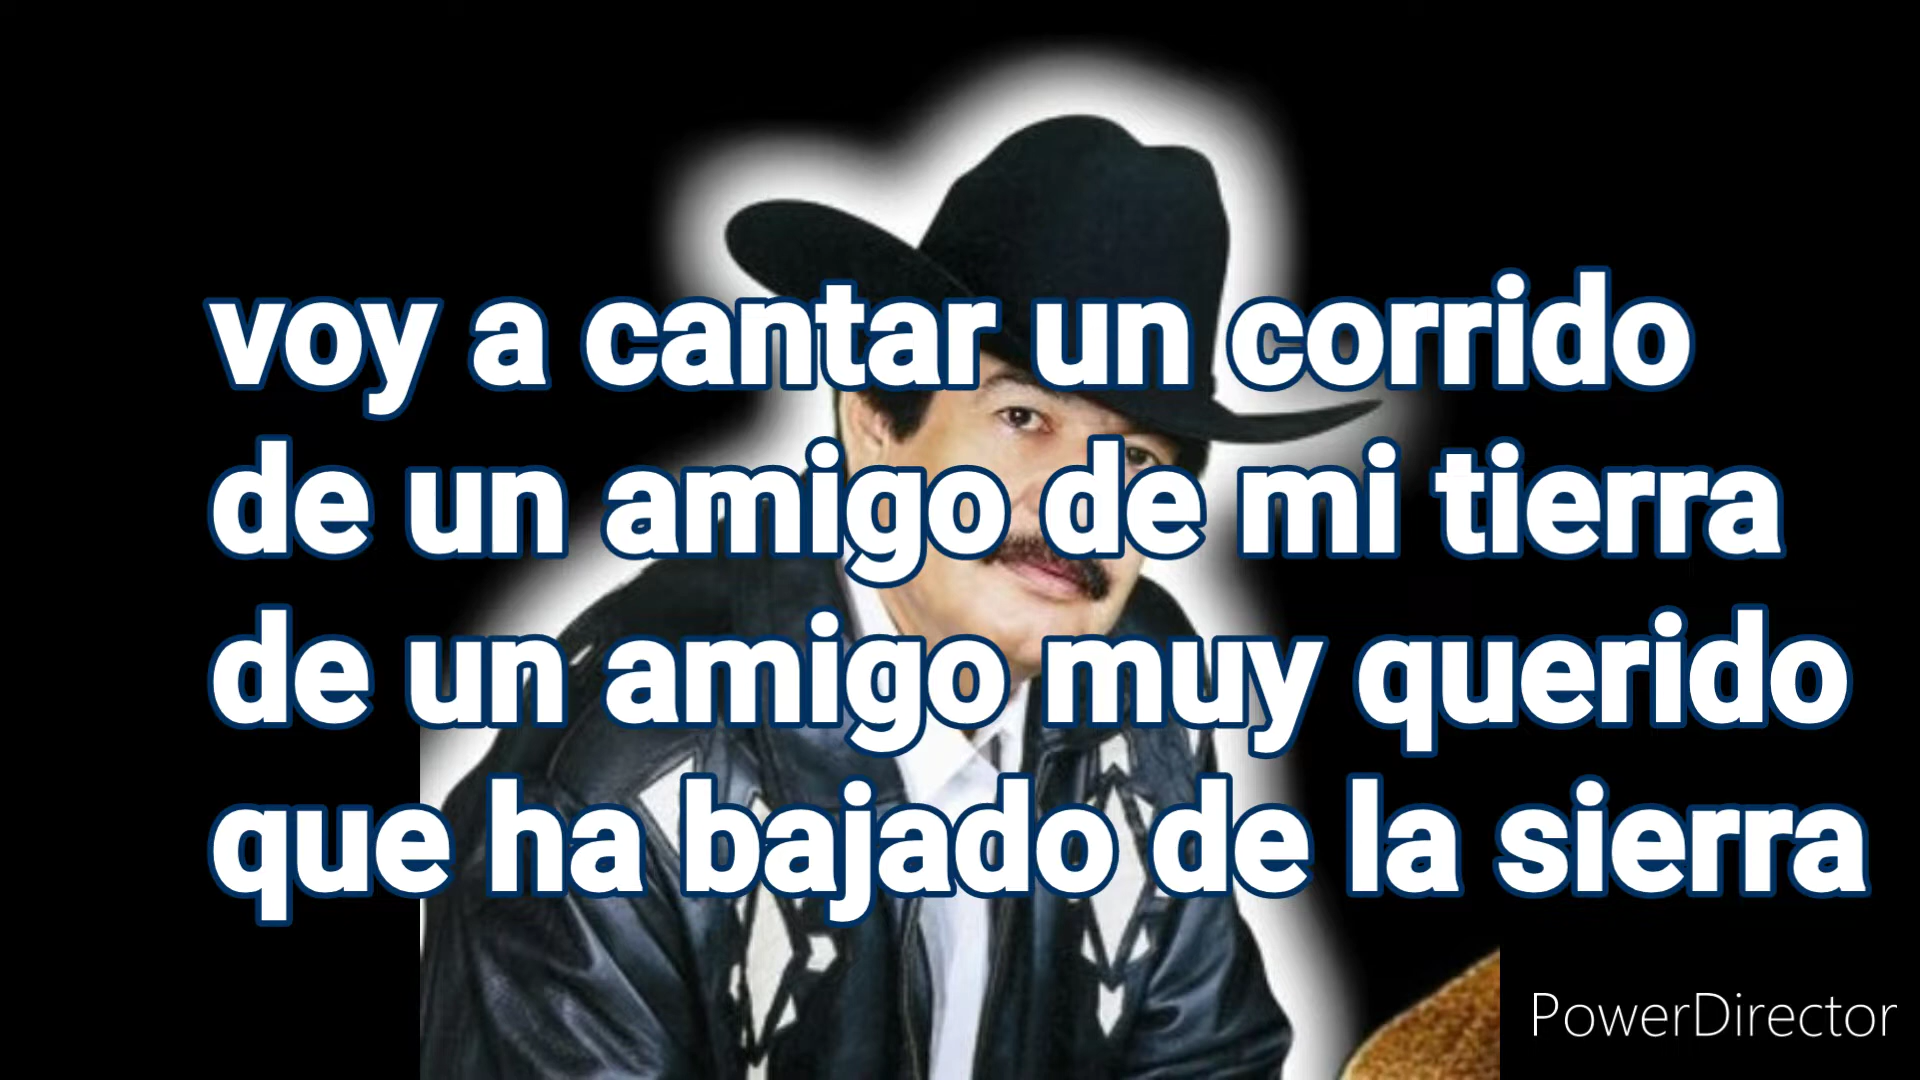 voy a cantar un corrido
de un amigo de mi tierra
de un amigo muy querido
que ha bajado de la sierra
PowerDirector